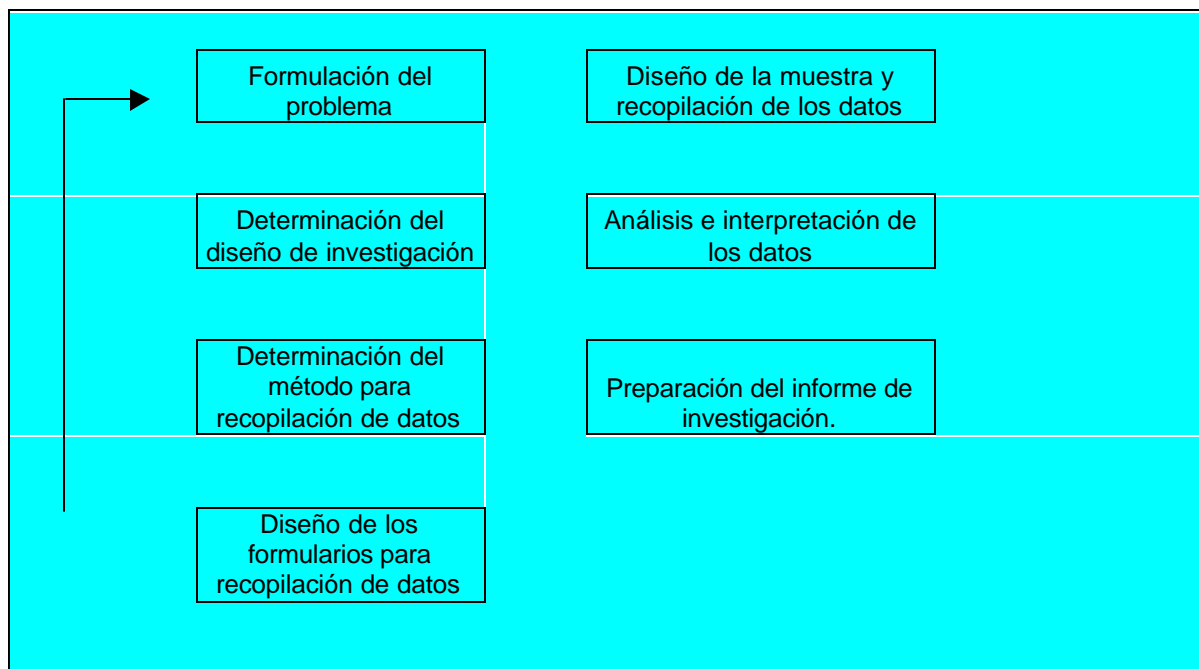 Formulación del
problema
Determinación del
diseño de investigación
Determinación del
método para
recopilación de datos
Diseño de los
formularios para
recopilación de datos
Diseño de la muestra y
recopilación de los datos
Análisis e interpretación de
los datos
Preparación del informe de
investigación.